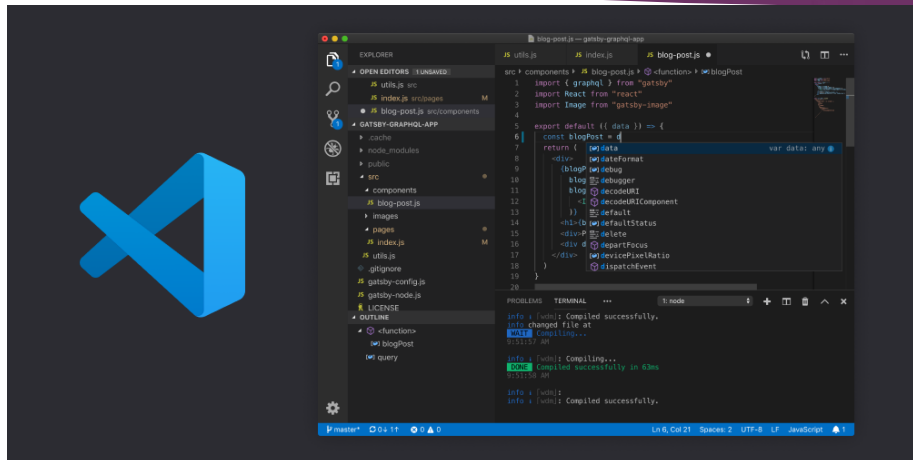 blog-post.js — gatsby-graphql-app
EXPLORER
OPEN EDITORS 1 UNSAVED
JS utils.js src
JS index.js src/pages M
JS blog-post.js src/components
GATSBY-GRAPHQL-APP
.cache
node_modules
public
src
components
JS blog-post.js
images
pages
JS index.js M
JS utils.js
.gitignore
JS gatsby-config.js
JS gatsby-node.js
LICENSE
OUTLINE
<function>
blogPost
query
JS utils.js JS index.js JS blog-post.js
src components JS blog-post.js <function> blogPost
1 import { graphql } from "gatsby"
2 import React from "react"
3 import Image from "gatsby-image"
4
5 export default ({ data }) => {
6 const blogPost = d
7 return (
8 <div>
9 {blogP
10 blog
11 blog
12 <I
13 )}
14 <h1>{b
15 <div>P
16 <div d
17 </div>
18 )
19 }
20
data var data: any
dateFormat
debug
debugger
decodeURI
decodeURIComponent
default
defaultStatus
delete
departFocus
devicePixelRatio
dispatchEvent
PROBLEMS TERMINAL ••• 1: node
info ↓ [wdm]: Compiled successfully.
info changed file at
WAIT Compiling...
9:51:57 AM
info ↓ [wdm]: Compiling...
DONE Compiled successfully in 63ms
9:51:58 AM
info ↓ [wdm]:
info ↓ [wdm]: Compiled successfully.
master* 0↓ 1↑ 0 0 Ln 6, Col 21 Spaces: 2 UTF-8 LF JavaScript 1